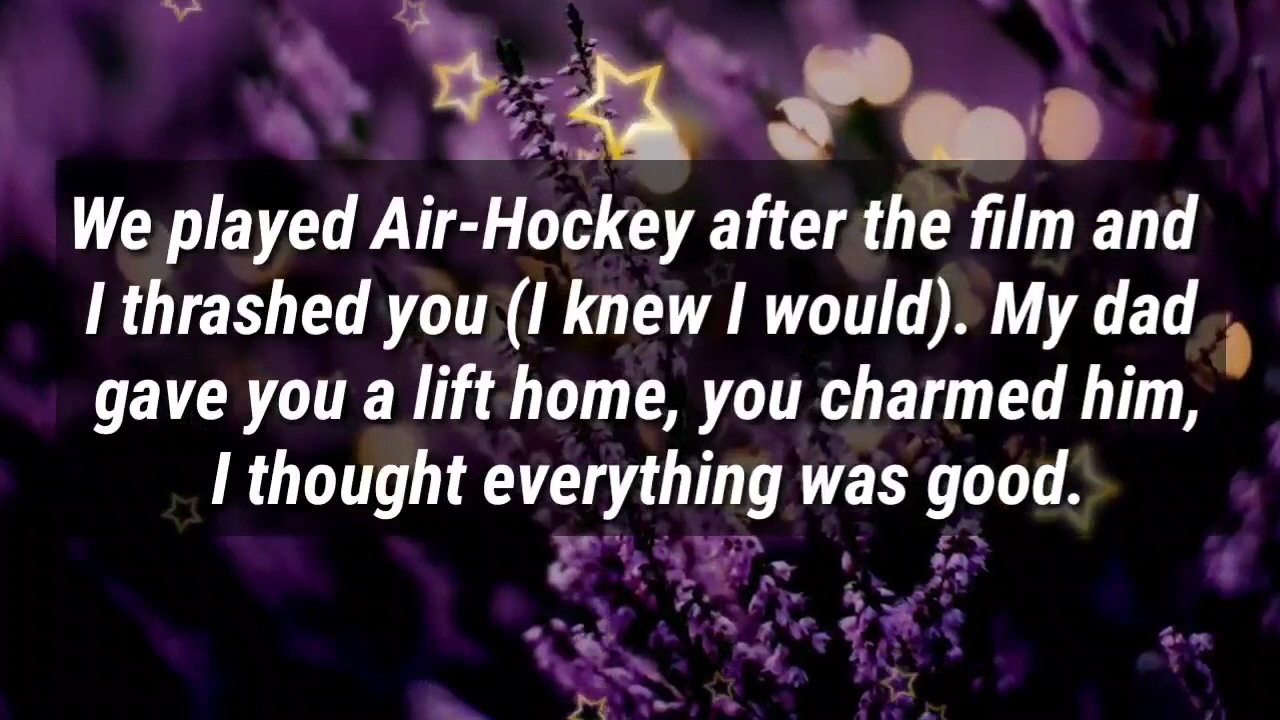 We played Air-Hockey after the film and
I thrashed you (I knew I would). My dad
gave you a lift home, you charmed him,
I thought everything was good.